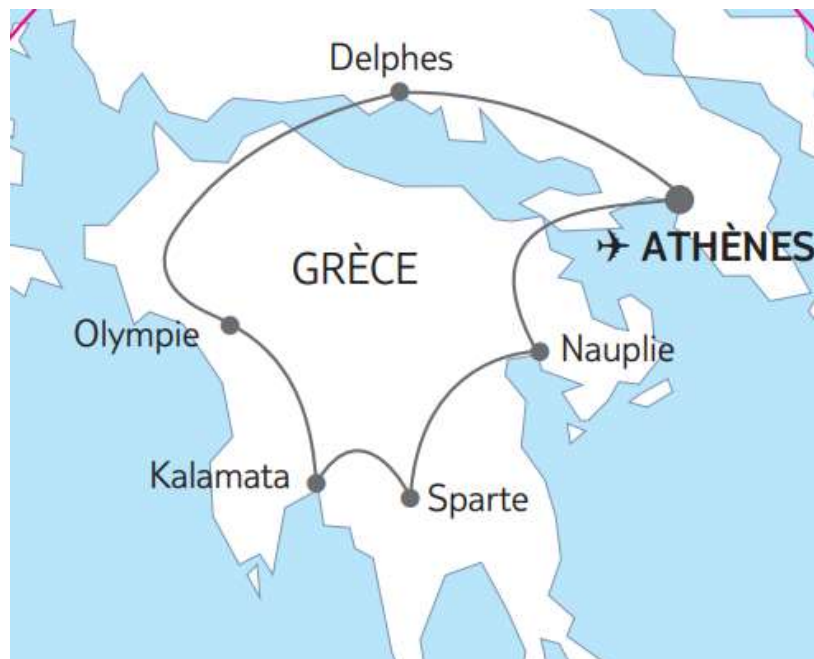 Delphes
GRÈCE
✈ ATHÈNES
Olympie
Nauplie
Kalamata
Sparte